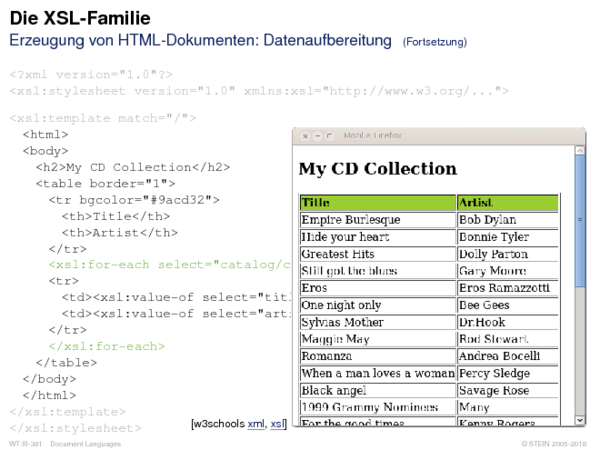 Die XSL-Familie
Erzeugung von HTML-Dokumenten: Datenaufbereitung (Fortsetzung)
<?xml version="1.0"?>
<xsl:stylesheet version="1.0" xmlns:xsl="http://www.w3.org/...">
<xsl:template match="/">
<html>
<body>
<h2>My CD Collection</h2>
<table border="1">
<tr bgcolor="#9acd32">
<th>Title</th>
<th>Artist</th>
</tr>
<xsl:for-each select="catalog/c
<tr>
<td><xsl:value-of select="titl
<td><xsl:value-of select="arti
</tr>
</xsl:for-each>
</table>
</body>
</html>
</xsl:template>
</xsl:stylesheet>
Mozilla Firefox
My CD Collection
Title Artist
Empire Burlesque Bob Dylan
Hide your heart Bonnie Tyler
Greatest Hits Dolly Parton
Still got the blues Gary Moore
Eros Eros Ramazzotti
One night only Bee Gees
Sylvias Mother Dr.Hook
Maggie May Rod Stewart
Romanza Andrea Bocelli
When a man loves a woman Percy Sledge
Black angel Savage Rose
1999 Grammy Nominees Many
For the good times Kenny Rogers
[w3schools xml, xsl]
Document Languages
© STEIN 2005-2018